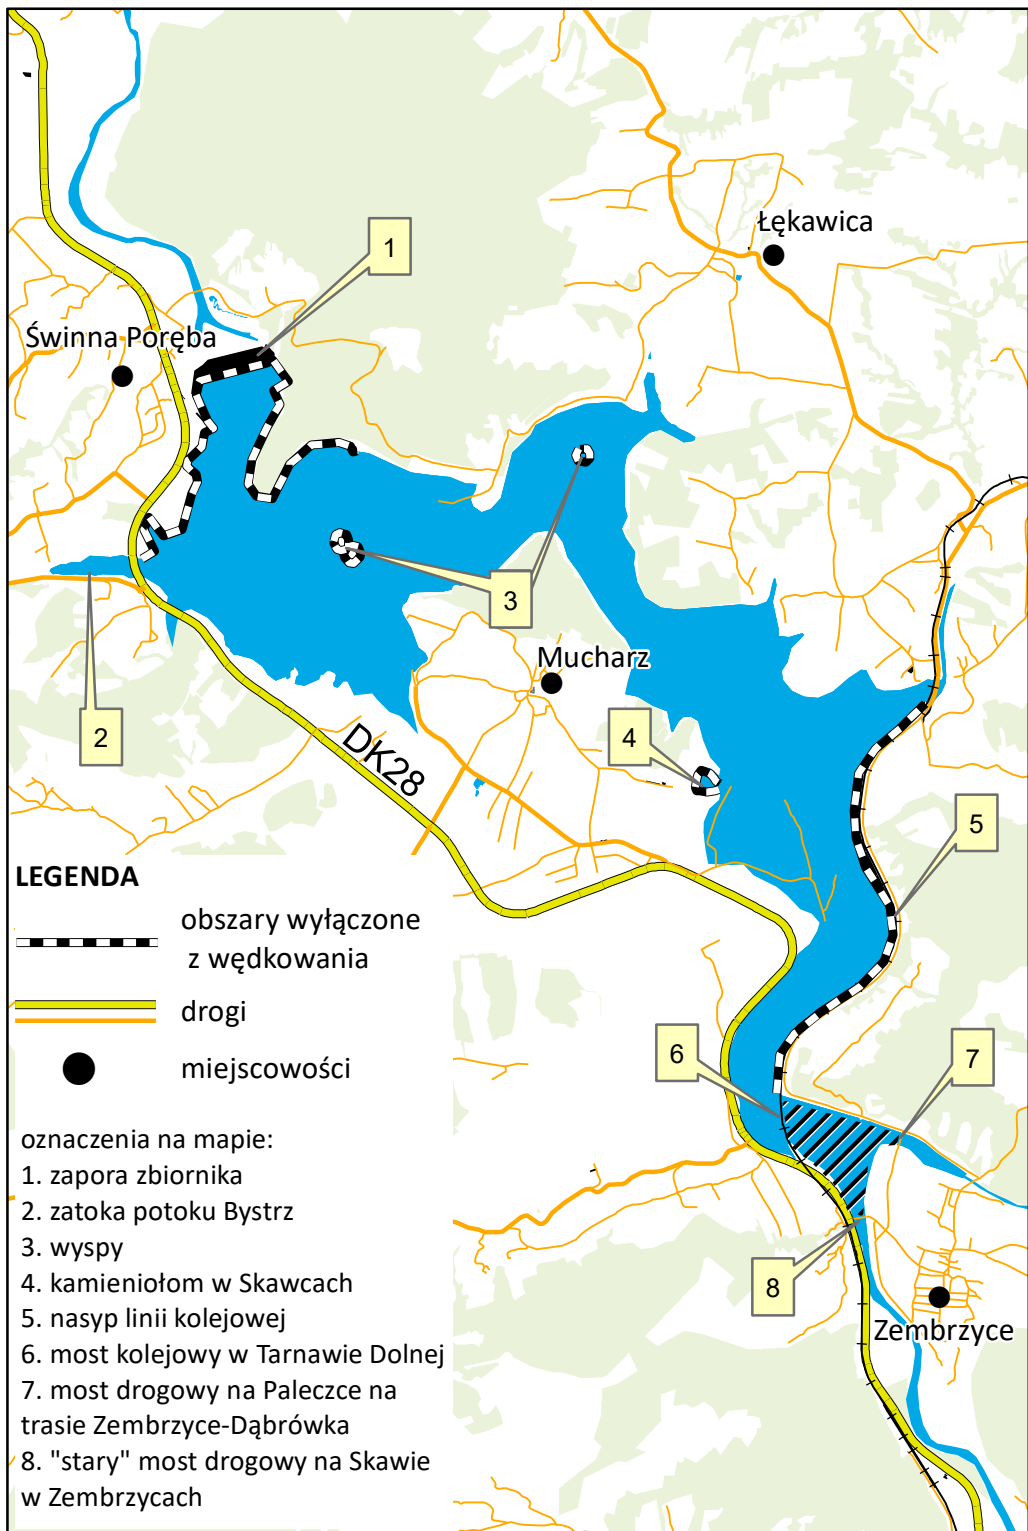 Łękawica
1
Świnna Poręba
3
Mucharz
2
4
DK28
5
LEGENDA
obszary wyłączone
z wędkowania
drogi
miejscowości
6
7
oznaczenia na mapie:
1. zapora zbiornika
2. zatoka potoku Bystrz
3. wyspy
4. kamieniołom w Skawcach
5. nasyp linii kolejowej
6. most kolejowy w Tarnawie Dolnej
7. most drogowy na Paleczce na
trasie Zembrzyce-Dąbrówka
8. "stary" most drogowy na Skawie
w Zembrzycach
8
Zembrzyce